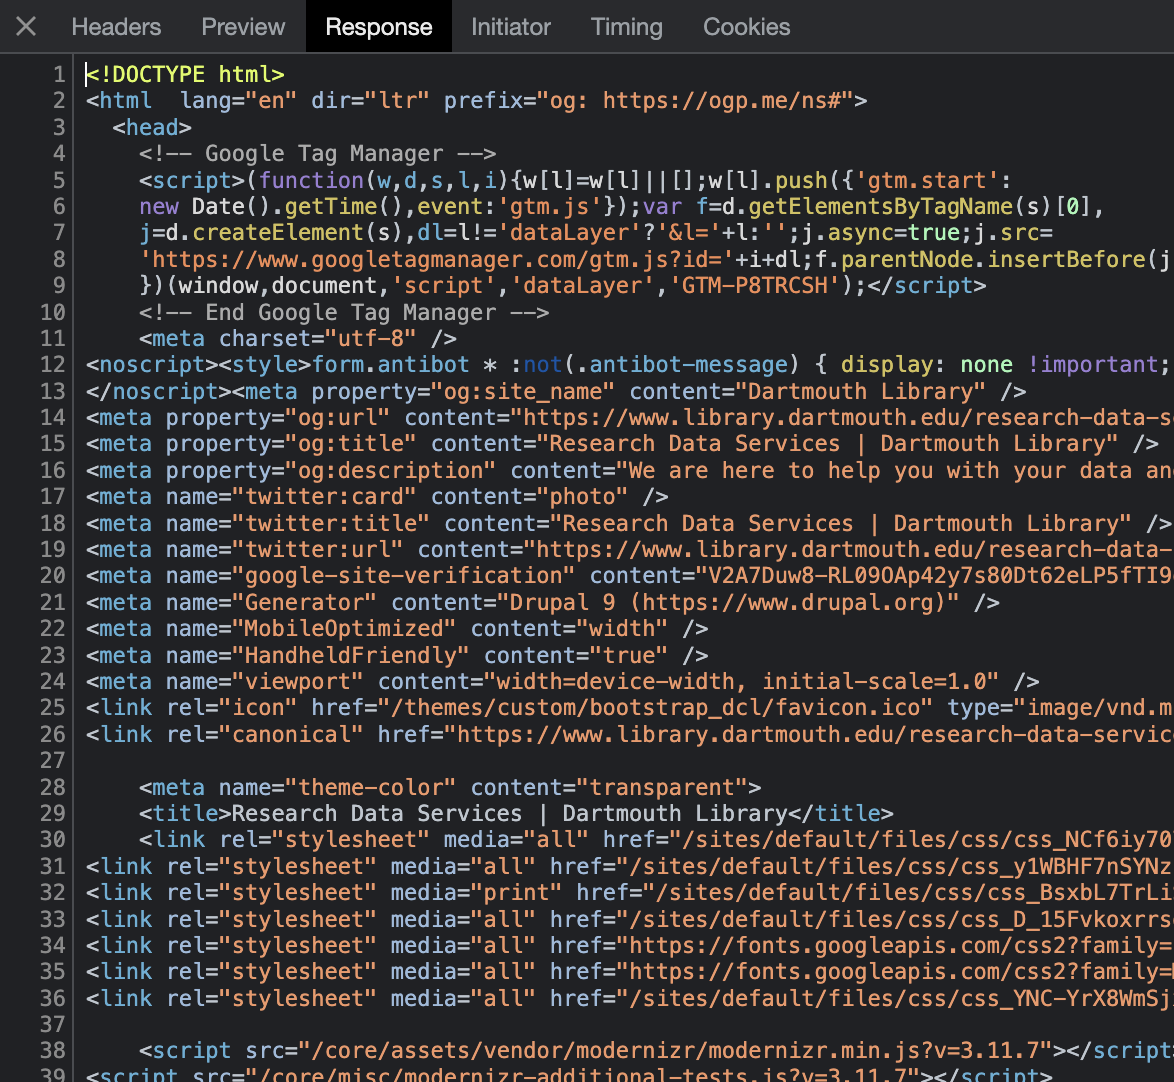 Headers Preview Response Initiator Timing Cookies
1 <!DOCTYPE html>
2 <html  lang="en" dir="ltr" prefix="og: https://ogp.me/ns#">
3   <head>
4     <!-- Google Tag Manager -->
5     <script>(function(w,d,s,l,i){w[l]=w[l]||[];w[l].push({'gtm.start':
6     new Date().getTime(),event:'gtm.js'});var f=d.getElementsByTagName(s)[0],
7     j=d.createElement(s),dl=l!='dataLayer'?'&l='+l:'';j.async=true;j.src=
8     'https://www.googletagmanager.com/gtm.js?id='+i+dl;f.parentNode.insertBefore(j
9     })(window,document,'script','dataLayer','GTM-P8TRCSH');</script>
10     <!-- End Google Tag Manager -->
11     <meta charset="utf-8" />
12 <noscript><style>form.antibot * :not(.antibot-message) { display: none !important;
13 </noscript><meta property="og:site_name" content="Dartmouth Library" />
14 <meta property="og:url" content="https://www.library.dartmouth.edu/research-data-s
15 <meta property="og:title" content="Research Data Services | Dartmouth Library" />
16 <meta property="og:description" content="We are here to help you with your data an
17 <meta name="twitter:card" content="photo" />
18 <meta name="twitter:title" content="Research Data Services | Dartmouth Library" />
19 <meta name="twitter:url" content="https://www.library.dartmouth.edu/research-data-
20 <meta name="google-site-verification" content="V2A7Duw8-RL09OAp42y7s80Dt62eLP5fTI9
21 <meta name="Generator" content="Drupal 9 (https://www.drupal.org)" />
22 <meta name="MobileOptimized" content="width" />
23 <meta name="HandheldFriendly" content="true" />
24 <meta name="viewport" content="width=device-width, initial-scale=1.0" />
25 <link rel="icon" href="/themes/custom/bootstrap_dcl/favicon.ico" type="image/vnd.m
26 <link rel="canonical" href="https://www.library.dartmouth.edu/research-data-servic
27
28     <meta name="theme-color" content="transparent">
29     <title>Research Data Services | Dartmouth Library</title>
30     <link rel="stylesheet" media="all" href="/sites/default/files/css/css_NCf6iy70
31 <link rel="stylesheet" media="all" href="/sites/default/files/css/css_y1WBHF7nSYNz
32 <link rel="stylesheet" media="print" href="/sites/default/files/css/css_BsxbL7TrLi
33 <link rel="stylesheet" media="all" href="/sites/default/files/css/css_D_15Fvkoxrrs
34 <link rel="stylesheet" media="all" href="https://fonts.googleapis.com/css2?family=
35 <link rel="stylesheet" media="all" href="https://fonts.googleapis.com/css2?family=
36 <link rel="stylesheet" media="all" href="/sites/default/files/css/css_YNC-YrX8WmSj
37
38     <script src="/core/assets/vendor/modernizr/modernizr.min.js?v=3.11.7"></script
39 <script src="/core/misc/modernizr-additional-tests.js?v=3.11.7"></script>